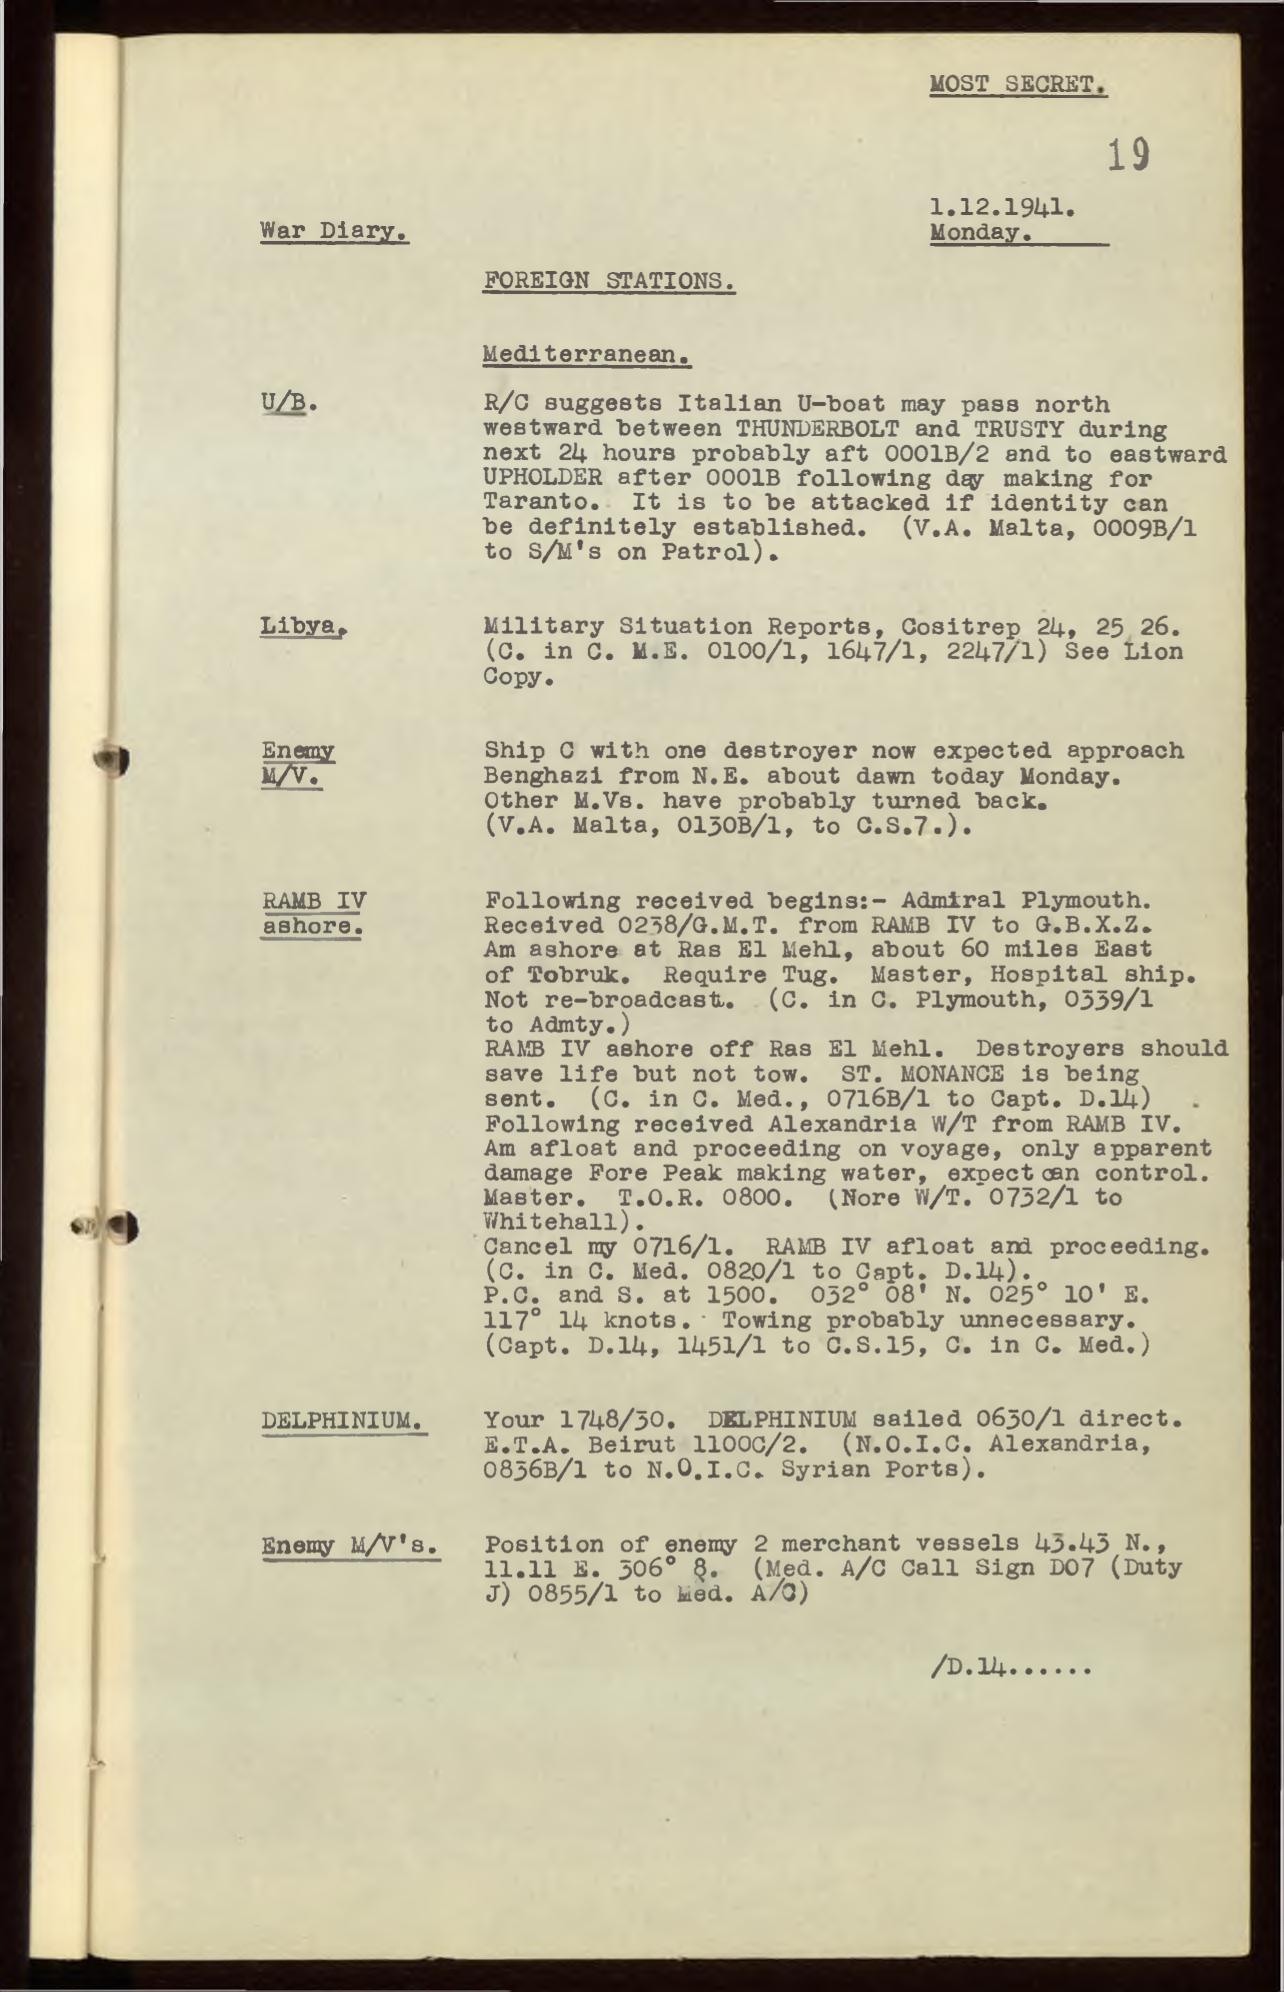 MOST SECRET.
19
1.12.1941.
War Diary.
Monday.
FOREIGN STATIONS.
Mediterranean.
U/B.
R/C suggests Italian U-boat may pass north
westward between THUNDERBOLT and TRUSTY during
next 24 hours probably aft 0001B/2 and to eastward
UPHOLDER after 0001B following day making for
Taranto. It is to be attacked if identity can
be definitely established. (V.A. Malta, 0009B/1
to S/M's on Patrol).
Libya.
Military Situation Reports, Cositrep 24, 25 26.
(C. in C. M.E. 0100/1, 1647/1, 2247/1) See Lion
Copy.
Enemy
M/V.
Ship C with one destroyer now expected approach
Benghazi from N.E. about dawn today Monday.
Other M.Vs. have probably turned back.
(V.A. Malta, 0130B/1, to C.S.7.).
RAMB IV
ashore.
Following received begins:- Admiral Plymouth.
Received 0238/G.M.T. from RAMB IV to G.B.X.Z.
Am ashore at Ras El Mehl, about 60 miles East
of Tobruk. Require Tug. Master, Hospital ship.
Not re-broadcast. (C. in C. Plymouth, 0339/1
to Admty.)
RAMB IV ashore off Ras El Mehl. Destroyers should
save life but not tow. ST. MONANCE is being
sent. (C. in C. Med., 0716B/1 to Capt. D.14)
Following received Alexandria W/T from RAMB IV.
Am afloat and proceeding on voyage, only apparent
damage Fore Peak making water, expect can control.
Master. T.O.R. 0800. (Nore W/T. 0732/1 to
Whitehall).
Cancel my 0716/1. RAMB IV afloat and proceeding.
(C. in C. Med. 0820/1 to Capt. D.14).
P.C. and S. at 1500. 032° 08' N. 025° 10' E.
117° 14 knots. Towing probably unnecessary.
(Capt. D.14, 1451/1 to C.S.15, C. in C. Med.)
DELPHINIUM.
Your 1748/30. DELPHINIUM sailed 0630/1 direct.
E.T.A. Beirut 1100C/2. (N.O.I.C. Alexandria,
0836B/1 to N.O.I.C. Syrian Ports).
Enemy M/V's.
Position of enemy 2 merchant vessels 43.43 N.,
11.11 E. 306° 8. (Med. A/C Call Sign D07 (Duty
J) 0855/1 to Med. A/C)
/D.14......